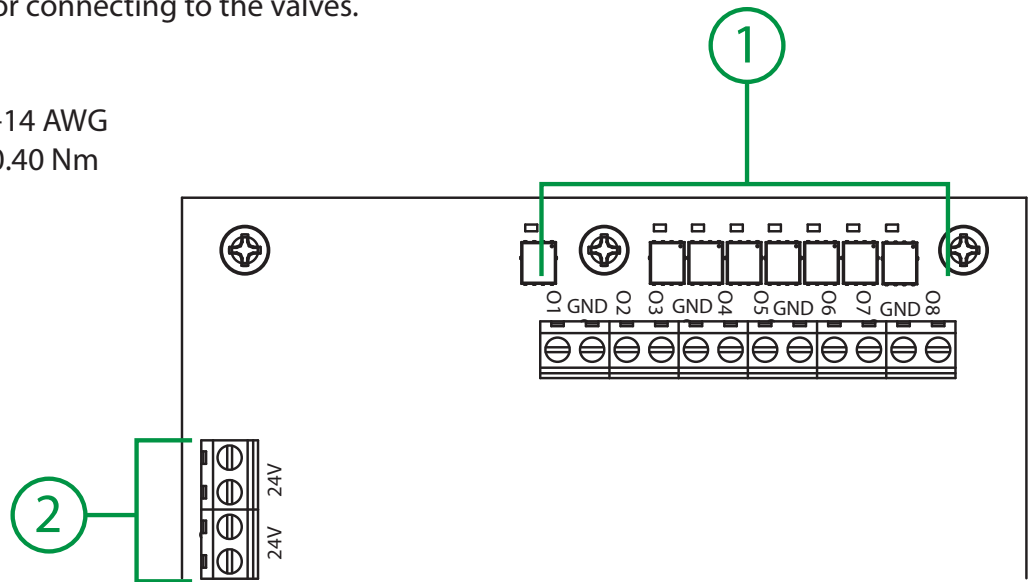 or connecting to the valves.
1
-14 AWG
0.40 Nm
O1 GND O2 O3 GND O4 O5 GND O6 O7 GND O8
24V
2
24V